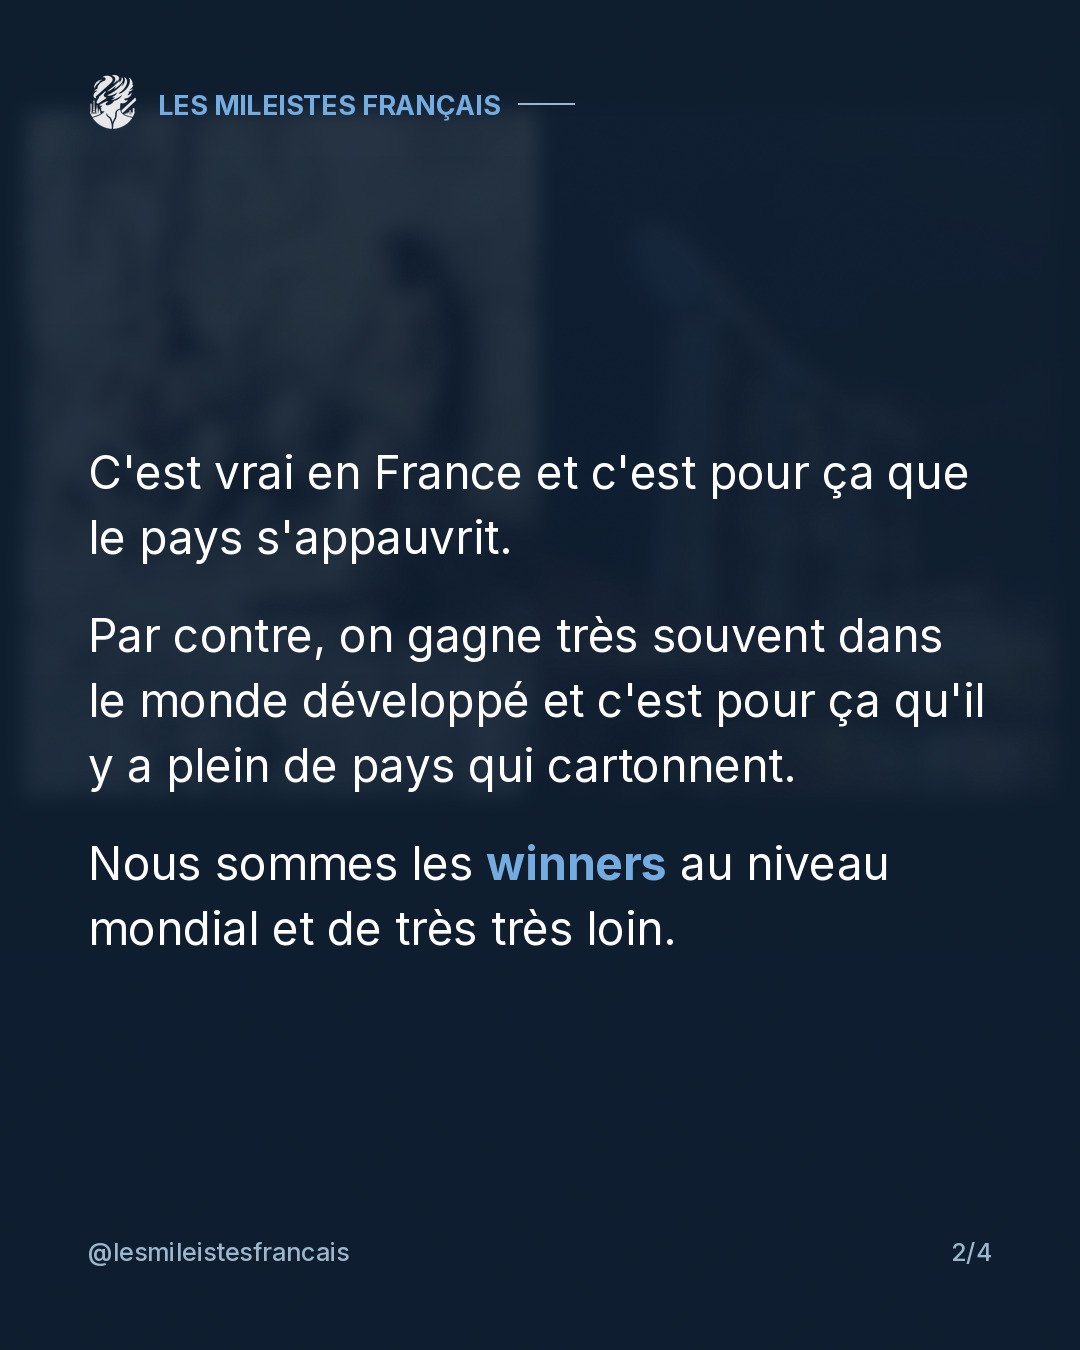 LES MILEISTES FRANÇAIS
C'est vrai en France et c'est pour ça que
le pays s'appauvrit.
Par contre, on gagne très souvent dans
le monde développé et c'est pour ça qu'il
y a plein de pays qui cartonnent.
Nous sommes les winners au niveau
mondial et de très très loin.
@lesmileistesfrancais
2/4